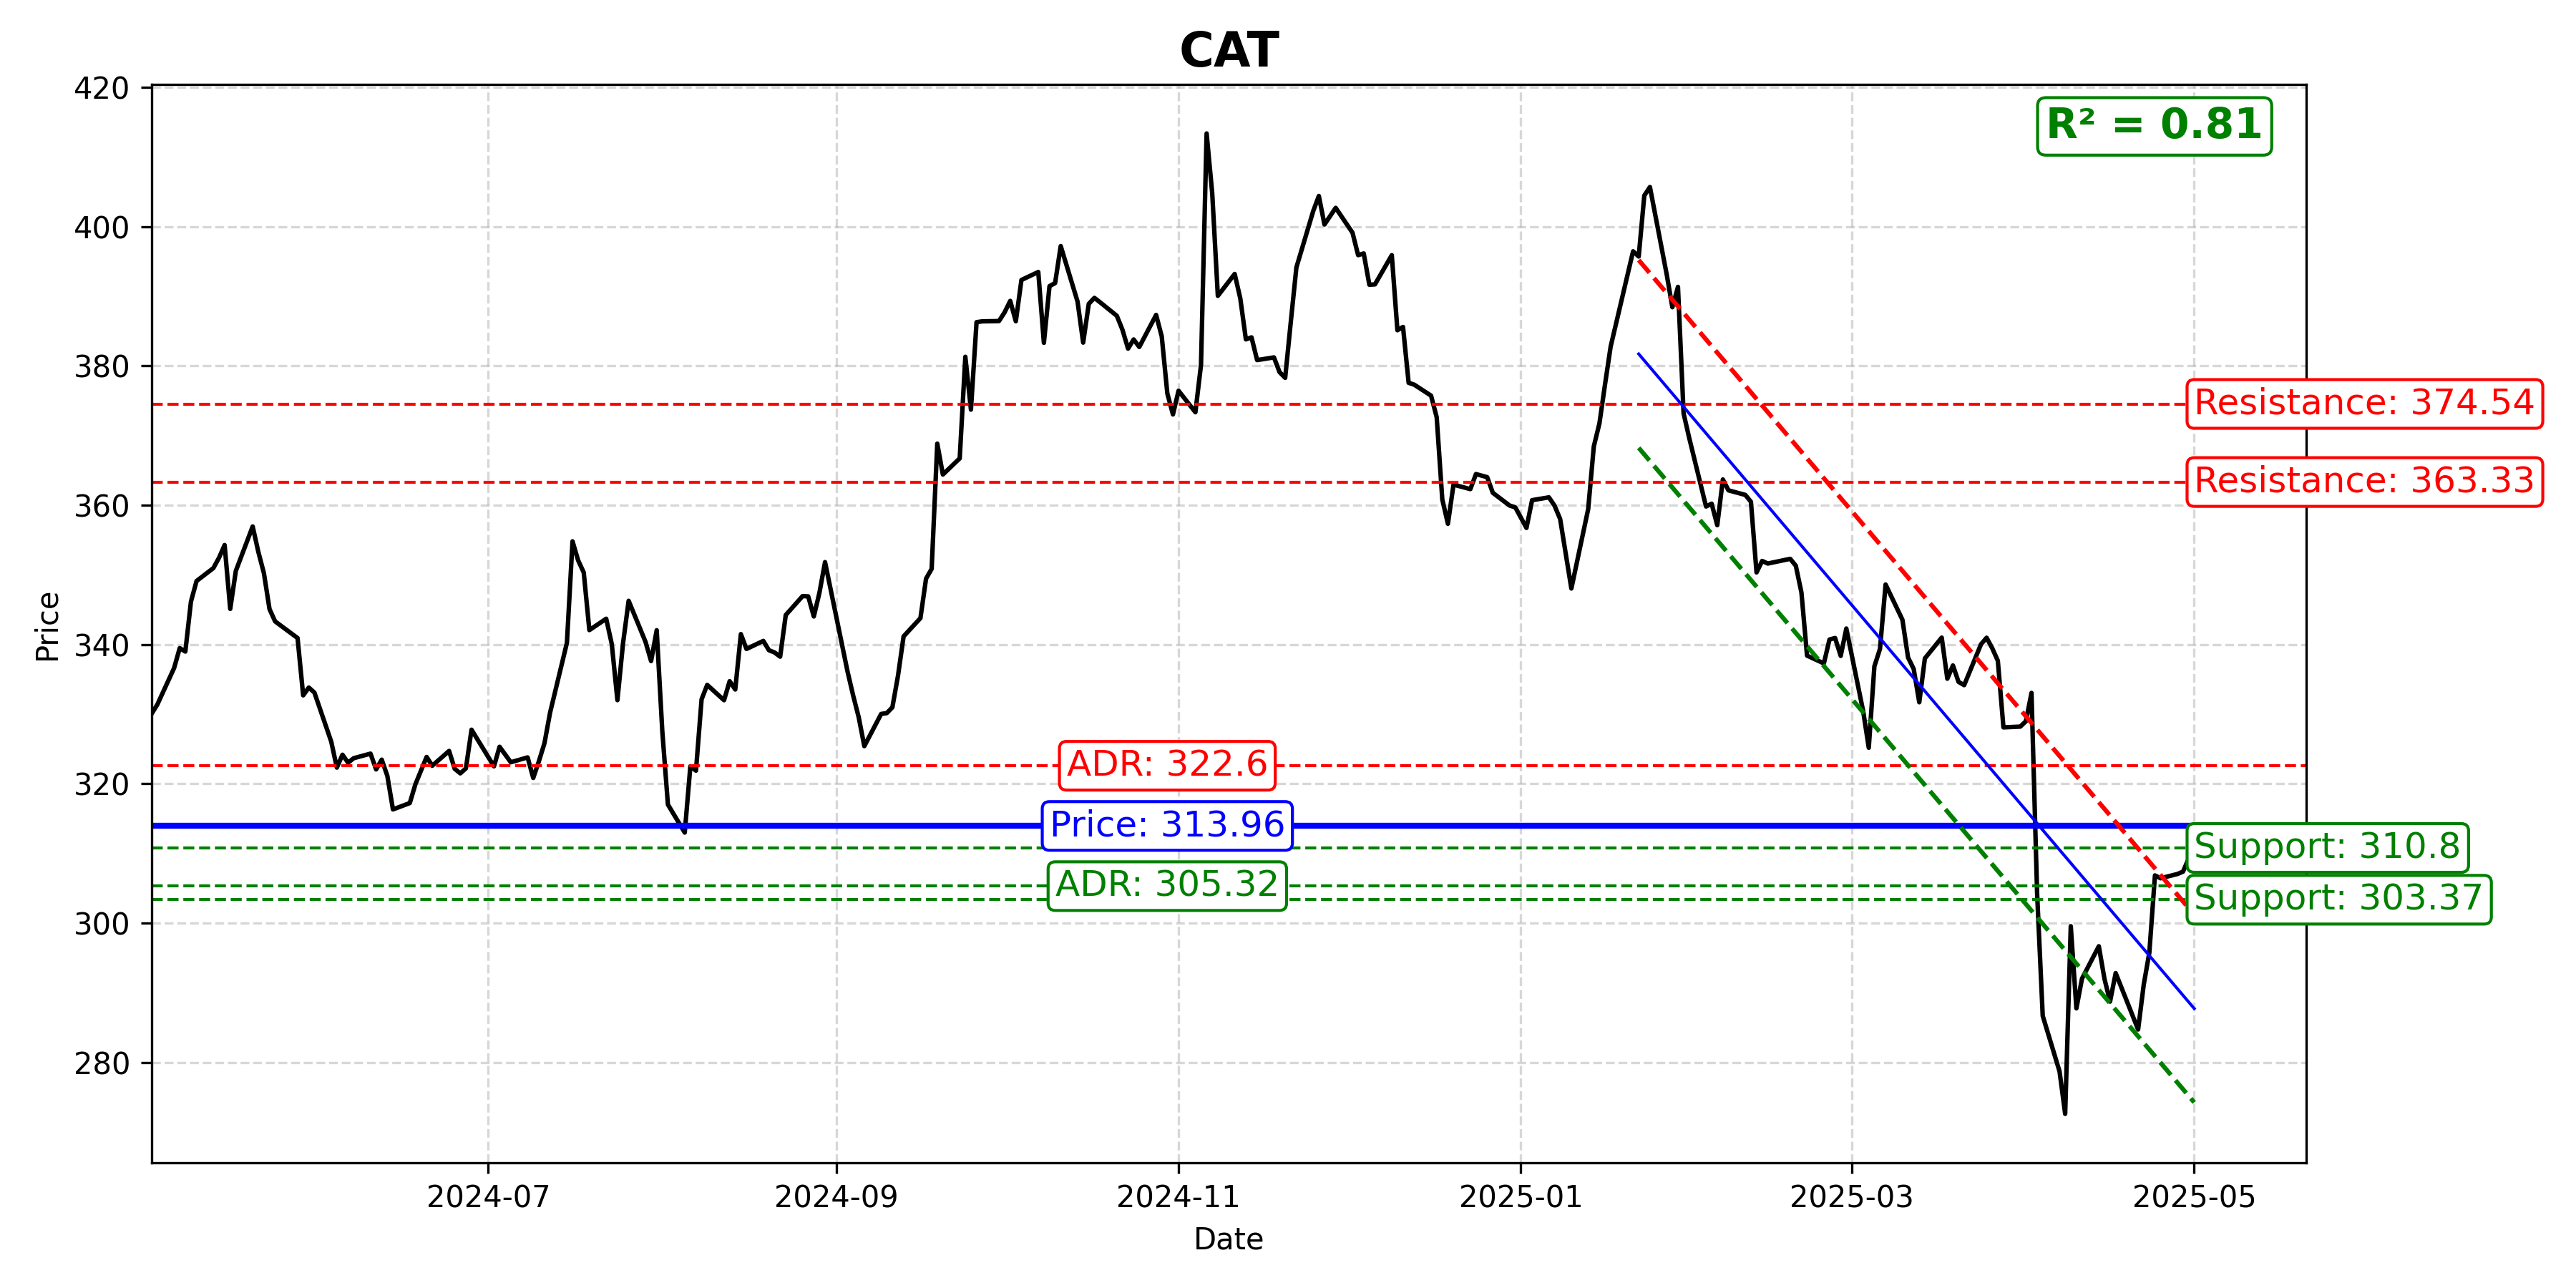 CAT
R² = 0.81
420
400
380
360
340
320
300
280
Price
Resistance: 374.54
Resistance: 363.33
ADR: 322.6
Price: 313.96
Support: 310.8
ADR: 305.32
Support: 303.37
2024-07
2024-09
2024-11
2025-01
2025-03
2025-05
Date